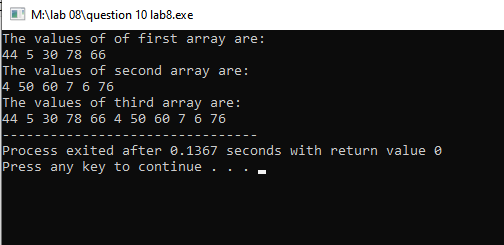 M:\lab 08\question 10 lab8.exe
The values of of first array are:
44 5 30 78 66
The values of second array are:
4 50 60 7 6 76
The values of third array are:
44 5 30 78 66 4 50 60 7 6 76
--------------------------------
Process exited after 0.1367 seconds with return value 0
Press any key to continue . . .